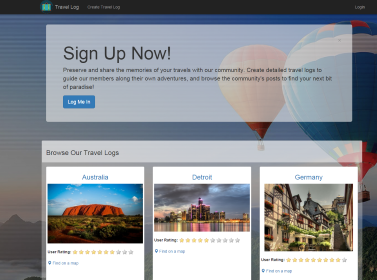 Travel Log Create Travel Log Login
Sign Up Now!
Preserve and share the memories of your travels with our community. Create detailed travel logs to
guide our members along their own adventures, and browse the community's posts to find your next bit
of paradise!
Log Me In
Browse Our Travel Logs
Australia
User Rating:
Find on a map
Detroit
User Rating:
Find on a map
Germany
User Rating:
Find on a map